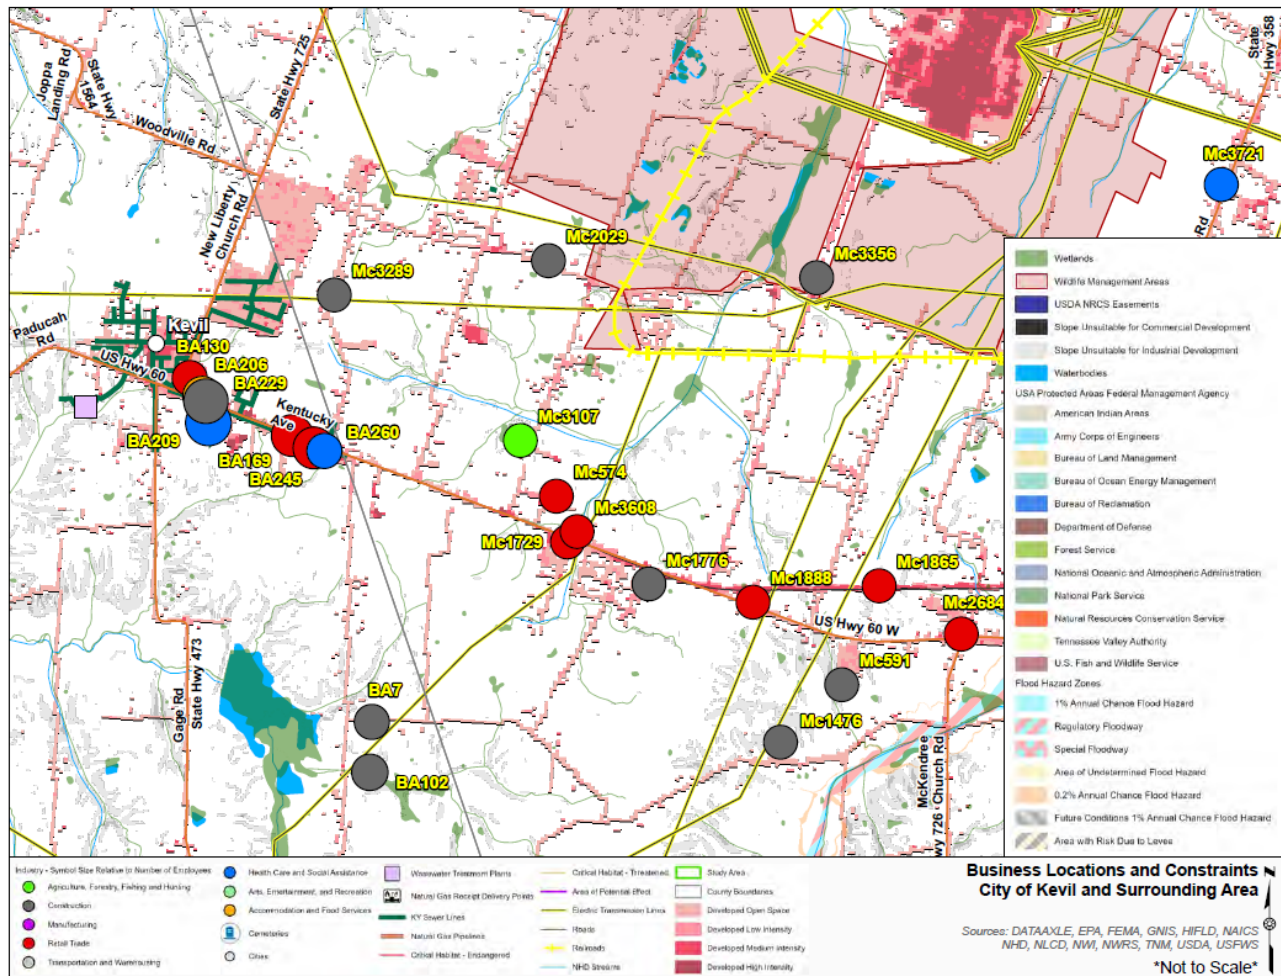 Joppa
Landing Rd
State Hwy
1564
Woodville Rd
State Hwy 725
New Liberty
Church Rd
State
Hwy 358
Mc3721
Rd
Mc2029
Mc3356
Mc3289
Paducah
Rd
Kevil
BA130
US Hwy 60
BA206
BA229
Kentucky
Ave
BA209
BA169
BA245
BA260
Mc3107
Mc574
Mc3608
Mc1729
Mc1776
Mc1888
Mc1865
Mc2684
US Hwy 60 W
Mc591
Mc1476
BA7
BA102
Gage Rd
State Hwy 473
McKendree
Church Rd
wy 726
Wetlands
Wildlife Management Areas
USDA NRCS Easements
Slope Unsuitable for Commercial Development
Slope Unsuitable for Industrial Development
Waterbodies
USA Protected Areas Federal Management Agency
American Indian Areas
Army Corps of Engineers
Bureau of Land Management
Bureau of Ocean Energy Management
Bureau of Reclamation
Department of Defense
Forest Service
National Oceanic and Atmospheric Administration
National Park Service
Natural Resources Conservation Service
Tennessee Valley Authority
U.S. Fish and Wildlife Service
Flood Hazard Zones
1% Annual Chance Flood Hazard
Regulatory Floodway
Special Floodway
Area of Undetermined Flood Hazard
0.2% Annual Chance Flood Hazard
Future Conditions 1% Annual Chance Flood Hazard
Area with Risk Due to Levee
Industry - Symbol Size Relative to Number of Employees
Agriculture, Forestry, Fishing and Hunting
Construction
Manufacturing
Retail Trade
Transportation and Warehousing
Health Care and Social Assistance
Arts, Entertainment, and Recreation
Accommodation and Food Services
Cemeteries
Cities
Wastewater Treatment Plants
Natural Gas Receipt Delivery Points
KY Sewer Lines
Natural Gas Pipelines
Critical Habitat - Endangered
Critical Habitat - Threatened
Area of Potential Effect
Electric Transmission Lines
Roads
Railroads
NHD Streams
Study Area
County Boundaries
Developed Open Space
Developed Low Intensity
Developed Medium Intensity
Developed High Intensity
Business Locations and Constraints
City of Kevil and Surrounding Area
N
Sources: DATAAXLE, EPA, FEMA, GNIS, HIFLD, NAICS
NHD, NLCD, NWI, NWRS, TNM, USDA, USFWS
*Not to Scale*